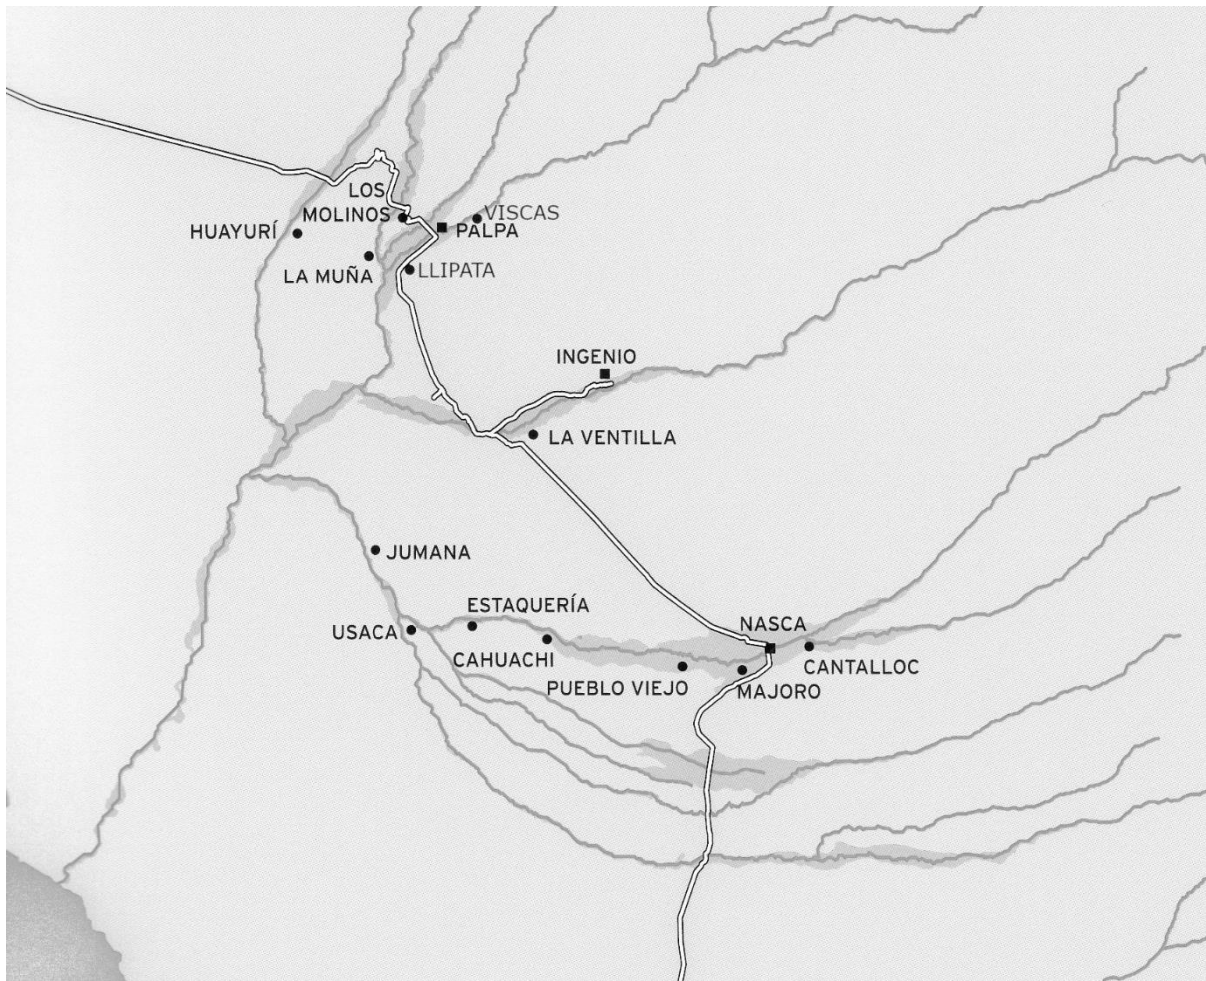 LOS
MOLINOS
VISCAS
HUAYURÍ
PALPA
LA MUÑA
LLIPATA
INGENIO
LA VENTILLA
JUMANA
ESTAQUERÍA
NASCA
USACA
CAHUACHI
CANTALLOC
PUEBLO VIEJO
MAJORO